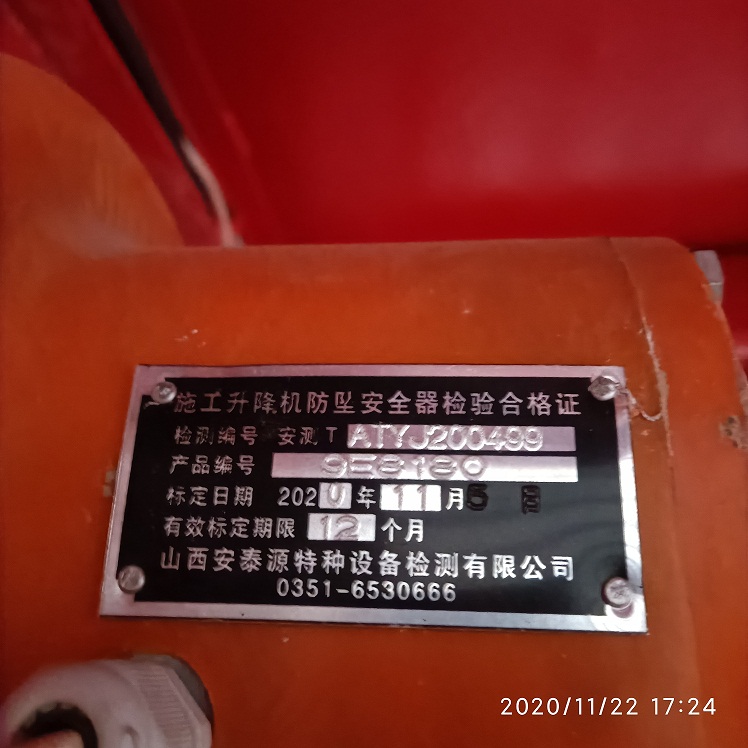 施工升降机防坠安全器检验合格证
检测编号 安测T ATYJ200499
产品编号 9E8180
标定日期 2020年11月5日
有效标定期限 12 个月
山西安泰源特种设备检测有限公司
0351-6530666
2020/11/22 17:24